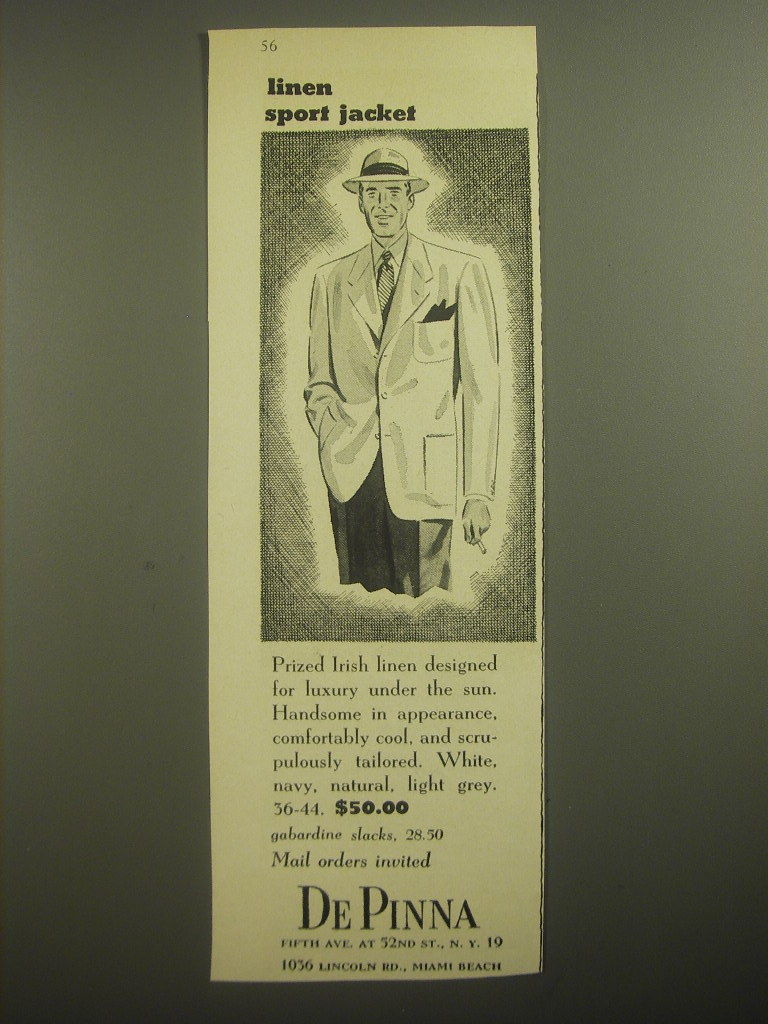 56
linen
sport jacket
Prized Irish linen designed
for luxury under the sun.
Handsome in appearance,
comfortably cool, and scru-
pulously tailored. White,
navy, natural, light grey.
36-44. $50.00
gabardine slacks, 28.50
Mail orders invited
DE PINNA
FIFTH AVE. AT 52ND ST., N. Y. 19
1036 LINCOLN RD., MIAMI BEACH